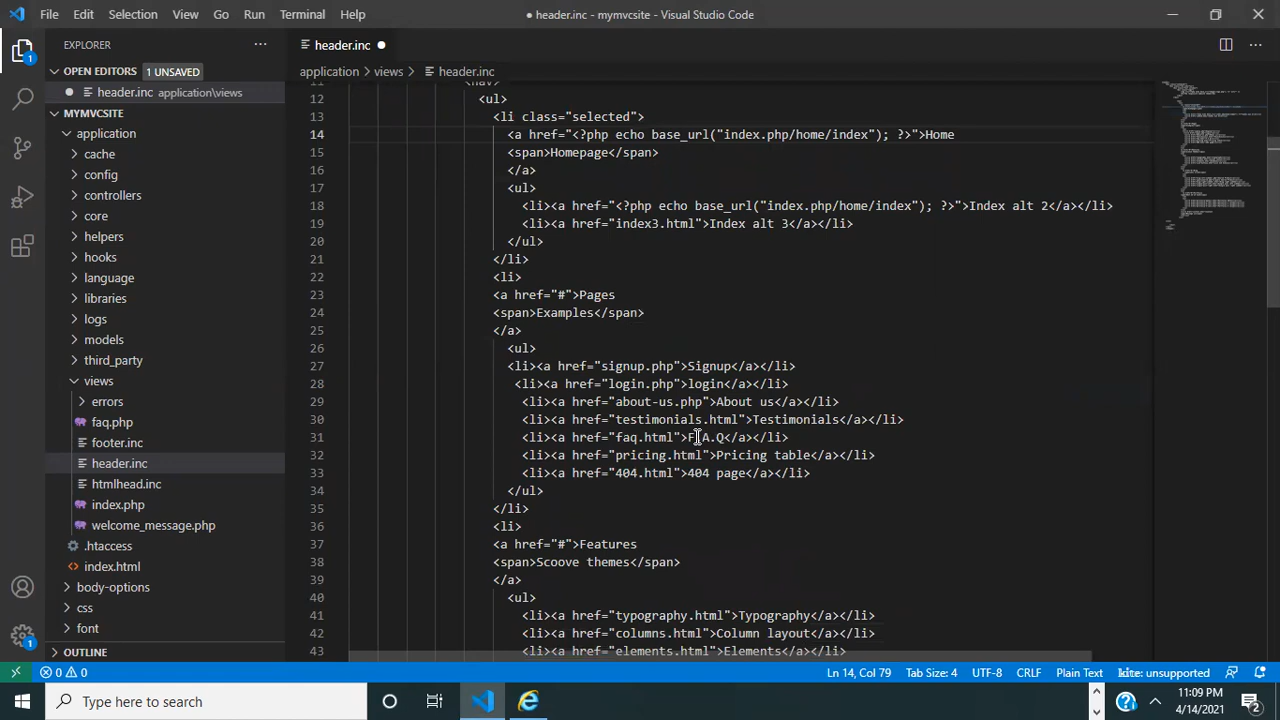 File Edit Selection View Go Run Terminal Help
● header.inc - mymvcsite - Visual Studio Code
EXPLORER
header.inc
OPEN EDITORS 1 UNSAVED
application > views > header.inc
header.inc application\views
MYMVCSITE
application
cache
config
controllers
core
helpers
hooks
language
libraries
logs
models
third_party
views
errors
faq.php
footer.inc
header.inc
htmlhead.inc
index.php
welcome_message.php
.htaccess
index.html
body-options
css
font
OUTLINE
<nav>
12 <ul>
13 <li class="selected">
14 <a href="<?php echo base_url("index.php/home/index"); ?>">Home
15 <span>Homepage</span>
16 </a>
17 <ul>
18 <li><a href="<?php echo base_url("index.php/home/index"); ?>">Index alt 2</a></li>
19 <li><a href="index3.html">Index alt 3</a></li>
20 </ul>
21 </li>
22 <li>
23 <a href="#">Pages
24 <span>Examples</span>
25 </a>
26 <ul>
27 <li><a href="signup.php">Signup</a></li>
28 <li><a href="login.php">login</a></li>
29 <li><a href="about-us.php">About us</a></li>
30 <li><a href="testimonials.html">Testimonials</a></li>
31 <li><a href="faq.html">F.A.Q</a></li>
32 <li><a href="pricing.html">Pricing table</a></li>
33 <li><a href="404.html">404 page</a></li>
34 </ul>
35 </li>
36 <li>
37 <a href="#">Features
38 <span>Scoove themes</span>
39 </a>
40 <ul>
41 <li><a href="typography.html">Typography</a></li>
42 <li><a href="columns.html">Column layout</a></li>
43 <li><a href="elements.html">Elements</a></li>
0 0 Ln 14, Col 79 Tab Size: 4 UTF-8 CRLF Plain Text kite: unsupported
Type here to search
11:09 PM
4/14/2021